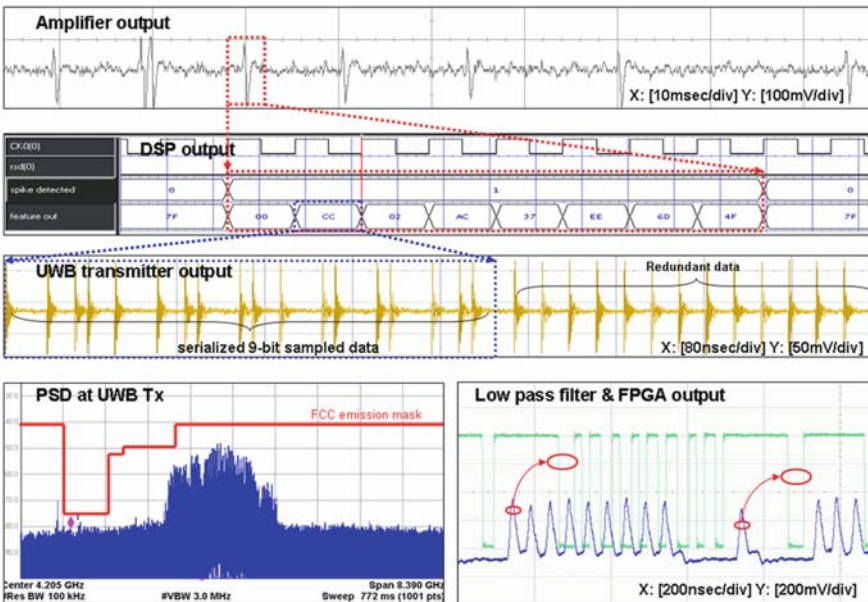 Amplifier output
X: [10msec/div] Y: [100mV/div]
CK0(0)
DSP output
rsd(0)
spike detected 0 1 0
feature out 7F 00 CC 02 AC 37 EE 6D 4F 7F
UWB transmitter output
Redundant data
serialized 9-bit sampled data
X: [80nsec/div] Y: [50mV/div]
PSD at UWB Tx
FCC emission mask
Center 4.205 GHz Span 8.390 GHz
#Res BW 100 kHz #VBW 3.0 MHz Sweep 772 ms (1001 pts)
Low pass filter & FPGA output
X: [200nsec/div] Y: [200mV/div]